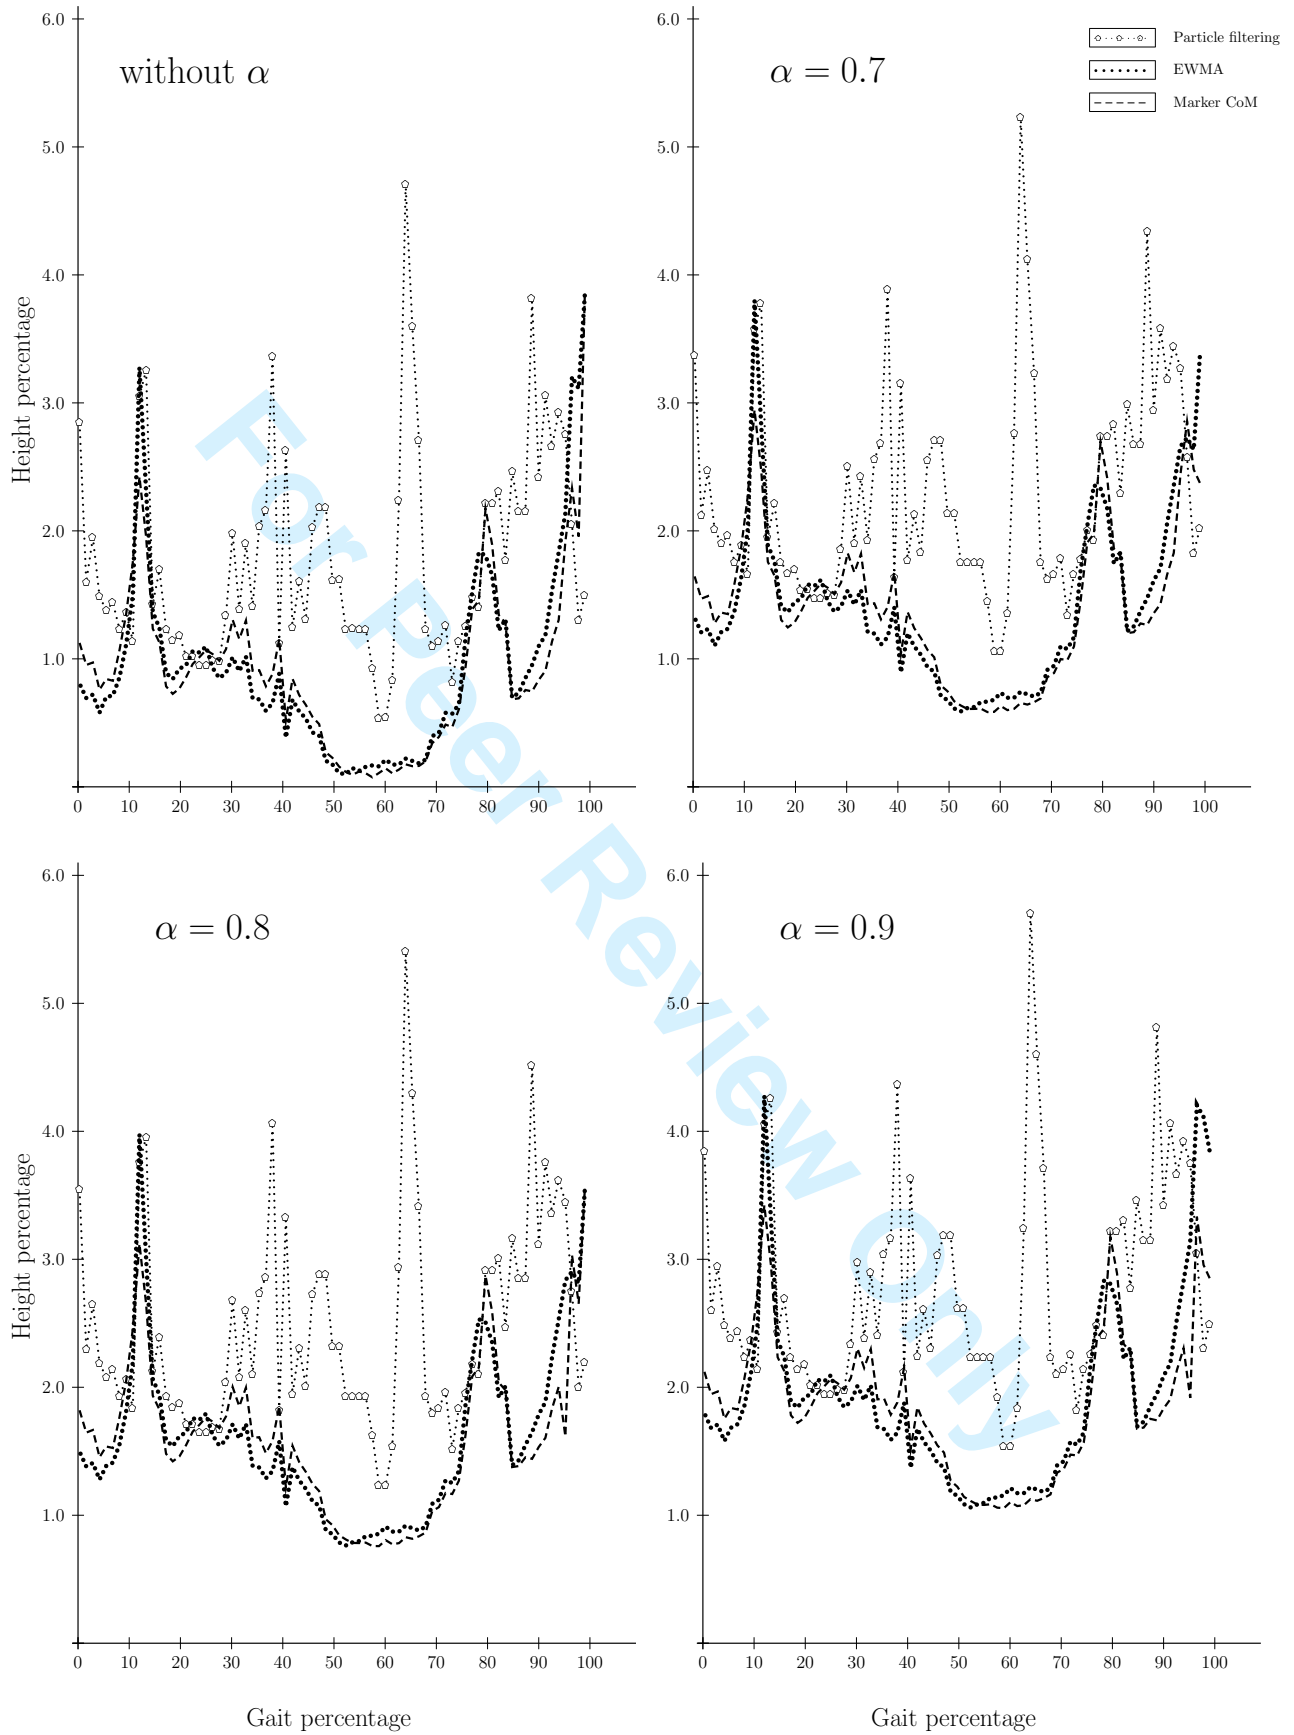 6.0
without α
5.0
4.0
3.0
2.0
1.0
Height percentage
0 10 20 30 40 50 60 70 80 90 100
6.0
α = 0.7
Particle filtering
EWMA
Marker CoM
5.0
4.0
3.0
2.0
1.0
0 10 20 30 40 50 60 70 80 90 100
For Peer Review Only
6.0
α = 0.8
5.0
4.0
3.0
2.0
1.0
Height percentage
0 10 20 30 40 50 60 70 80 90 100
Gait percentage
6.0
α = 0.9
5.0
4.0
3.0
2.0
1.0
0 10 20 30 40 50 60 70 80 90 100
Gait percentage